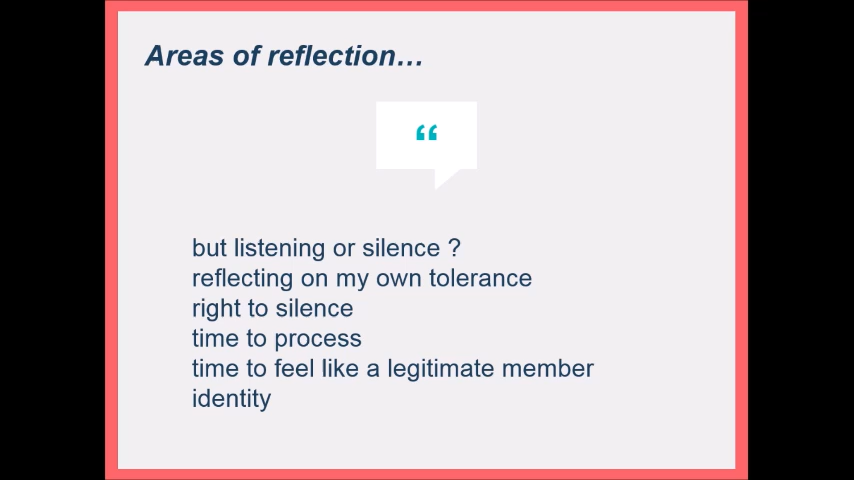 Areas of reflection…
“
but listening or silence ?
reflecting on my own tolerance
right to silence
time to process
time to feel like a legitimate member
identity